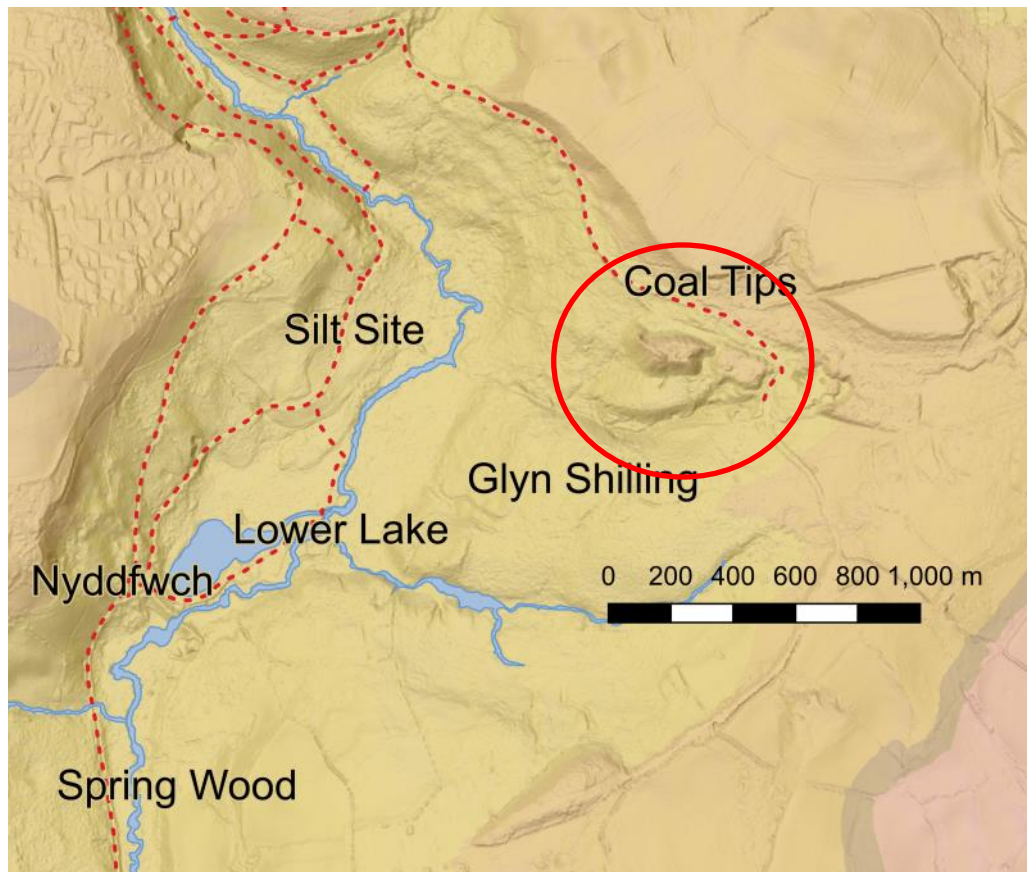 Coal Tips
Silt Site
Glyn Shilling
Lower Lake
Nyddfwch
0 200 400 600 800 1,000 m
Spring Wood